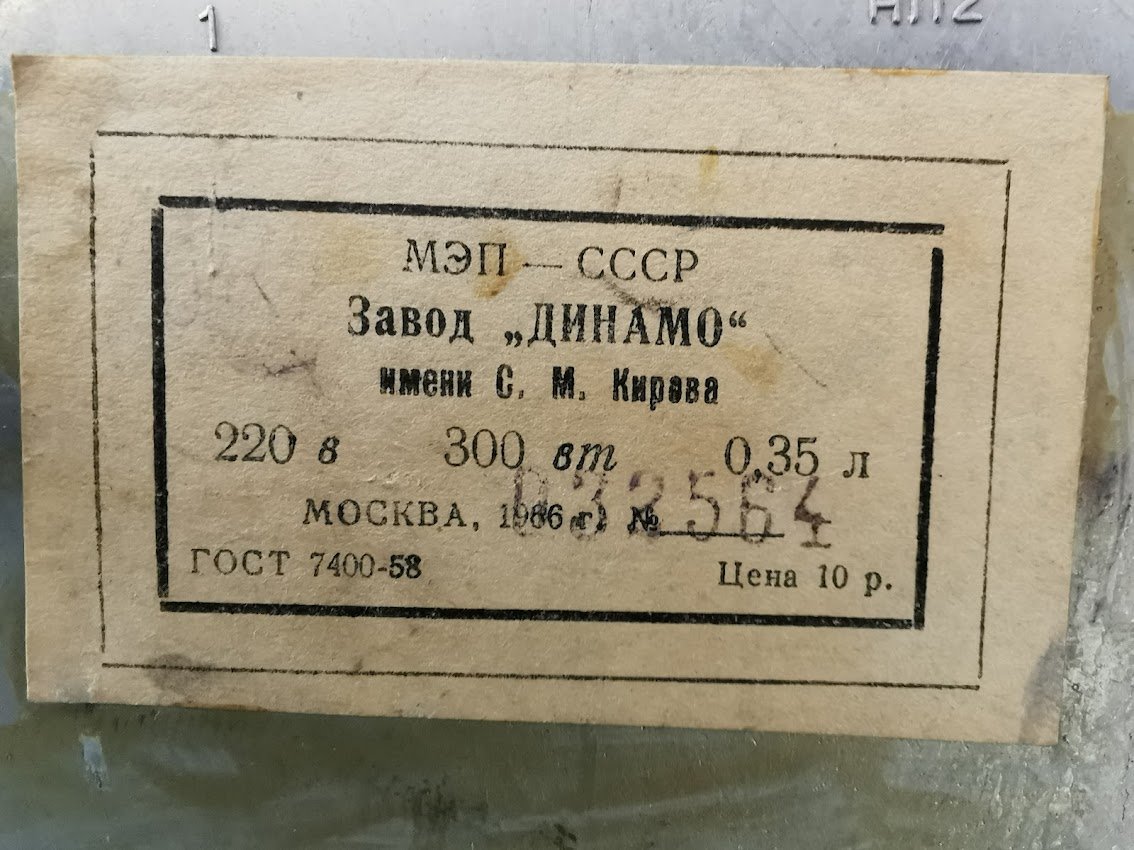 1
АП2
МЭП — СССР
Завод „ДИНАМО“
имени С. М. Кирова
220 в 300 вт 0,35 л
МОСКВА, 1966 г. № 032564
ГОСТ 7400-58
Цена 10 р.